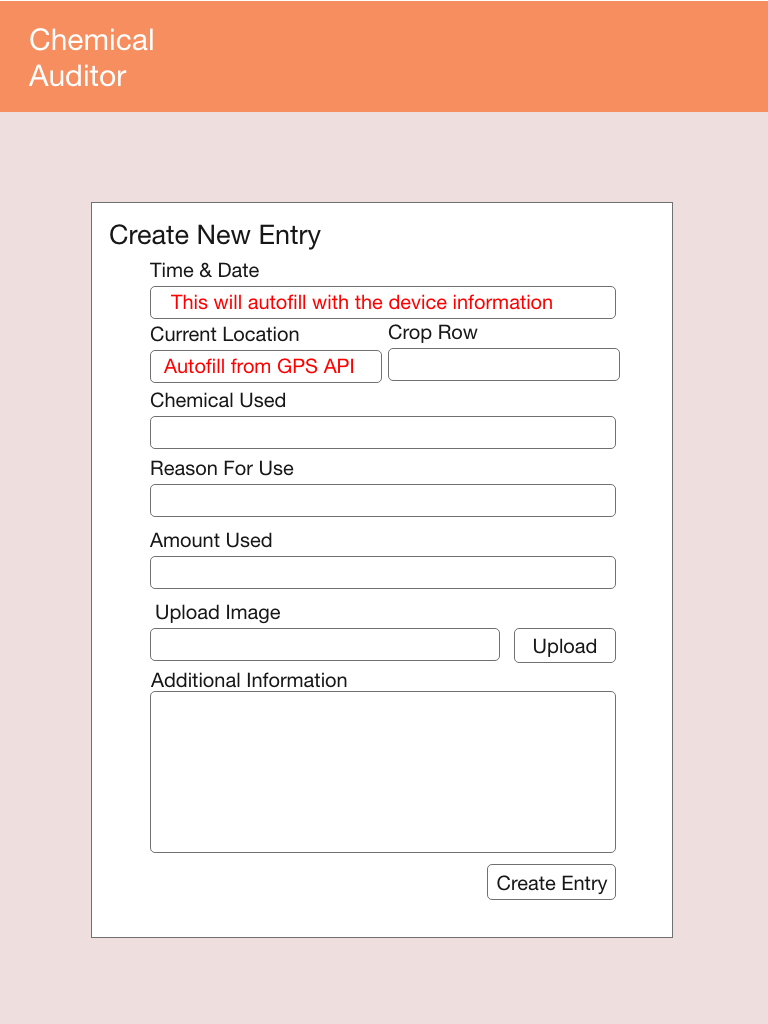 Chemical
Auditor
Create New Entry
Time & Date
This will autofill with the device information
Current Location
Crop Row
Autofill from GPS API
Chemical Used
Reason For Use
Amount Used
Upload Image
Upload
Additional Information
Create Entry